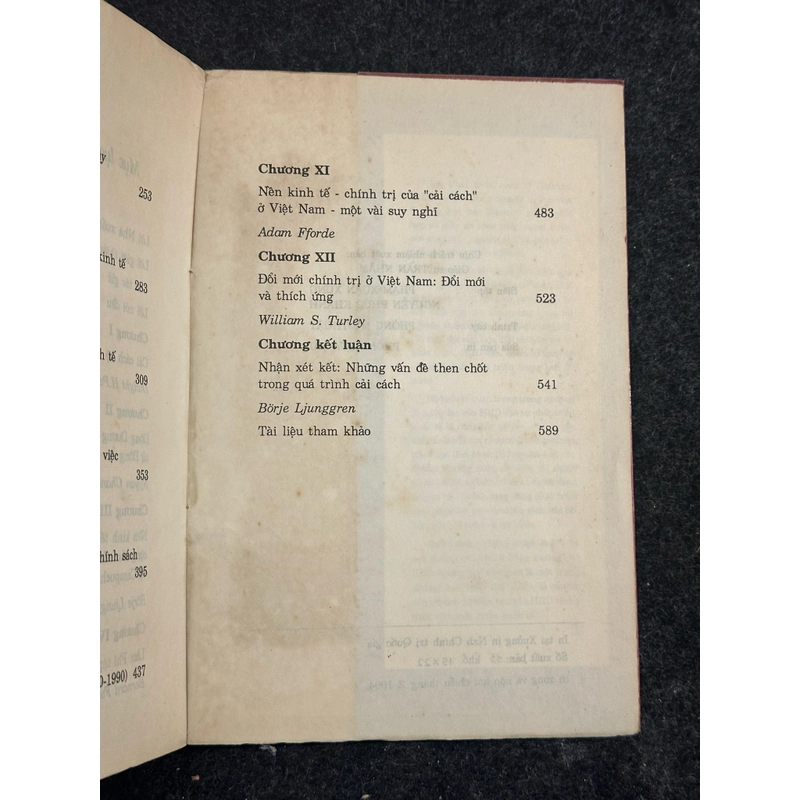 253
kinh tế
283
h tế
309
việc
353
hính sách
395
0-1990) 437
Chương XI
Nền kinh tế - chính trị của "cải cách"
ở Việt Nam - một vài suy nghĩ 483
Adam Fforde
Chương XII
Đổi mới chính trị ở Việt Nam: Đổi mới
và thích ứng 523
William S. Turley
Chương kết luận
Nhận xét kết: Những vấn đề then chốt
trong quá trình cải cách 541
Börje Ljunggren
Tài liệu tham khảo 589